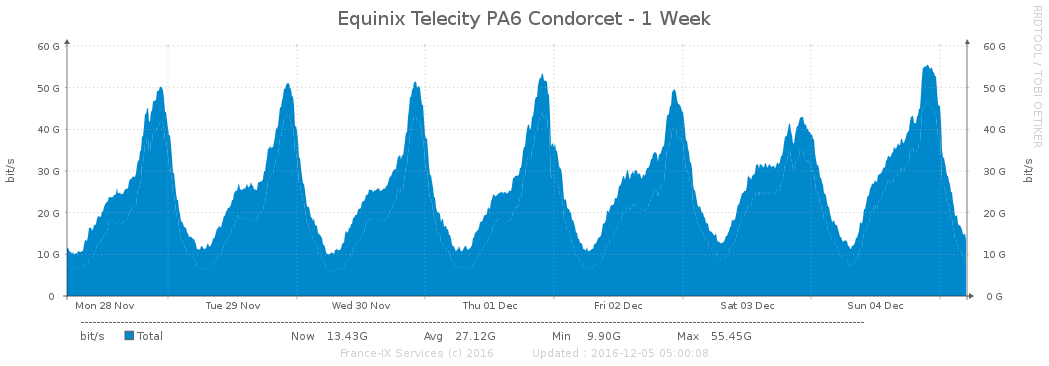 Equinix Telecity PA6 Condorcet - 1 Week
RRDTOOL / TOBI OETIKER
60 G 60 G
50 G 50 G
40 G 40 G
30 G 30 G
20 G 20 G
10 G 10 G
0 0 G
bit/s bit/s
Mon 28 Nov Tue 29 Nov Wed 30 Nov Thu 01 Dec Fri 02 Dec Sat 03 Dec Sun 04 Dec
bit/s Total Now 13.43G Avg 27.12G Min 9.90G Max 55.45G
France-IX Services (c) 2016 Updated : 2016-12-05 05:00:08